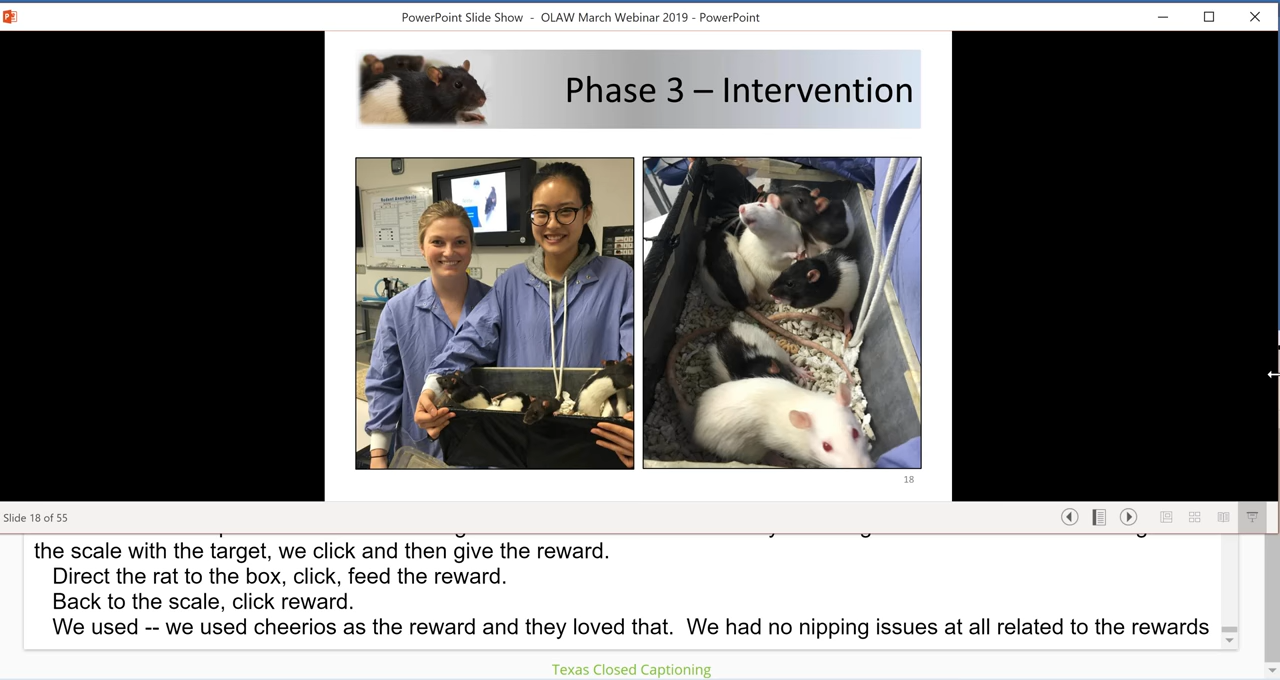 PowerPoint Slide Show - OLAW March Webinar 2019 - PowerPoint
Phase 3 – Intervention
18
Slide 18 of 55
the scale with the target, we click and then give the reward.
Direct the rat to the box, click, feed the reward.
Back to the scale, click reward.
We used -- we used cheerios as the reward and they loved that. We had no nipping issues at all related to the rewards
Texas Closed Captioning